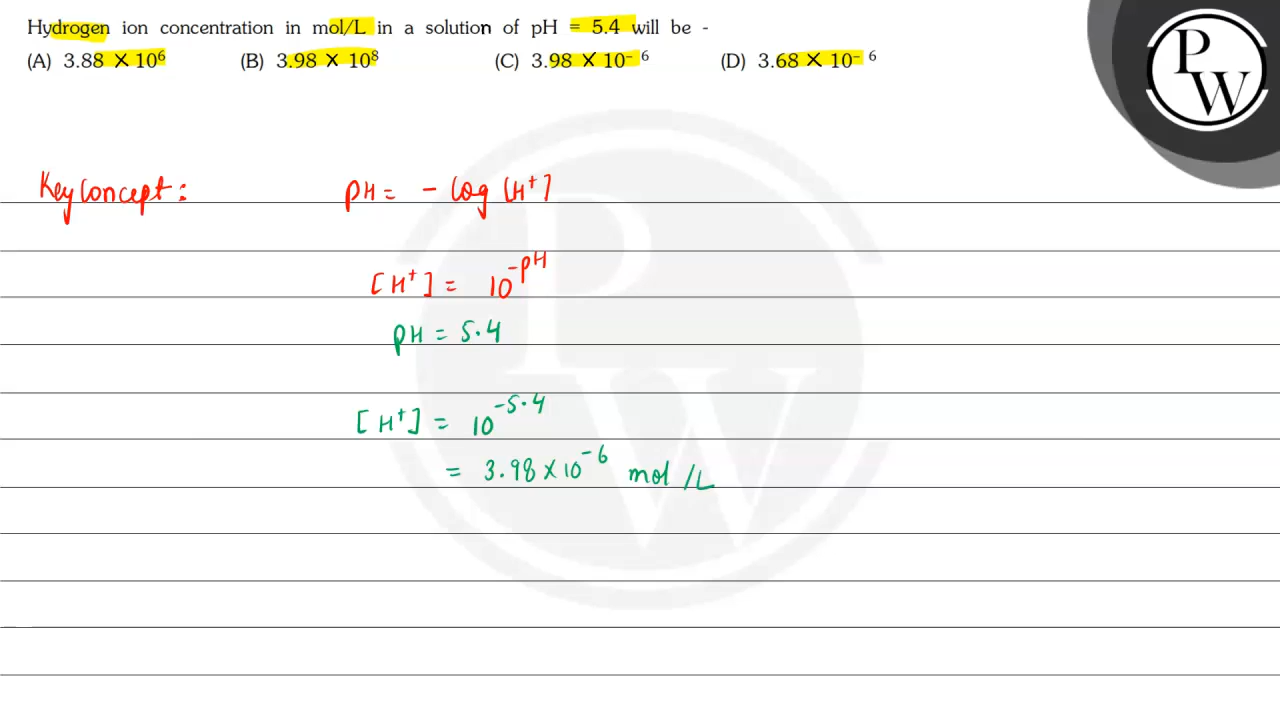 Hydrogen ion concentration in mol/L in a solution of pH = 5.4 will be -
(A) 3.88 × 10⁶ (B) 3.98 × 10⁸ (C) 3.98 × 10⁻ ⁶ (D) 3.68 × 10⁻ ⁶
PW
Key Concept : pH = - log [H⁺]
[H⁺] = 10^-pH
pH = 5.4
[H⁺] = 10^-5.4
= 3.98 × 10⁻⁶ mol /L
PW